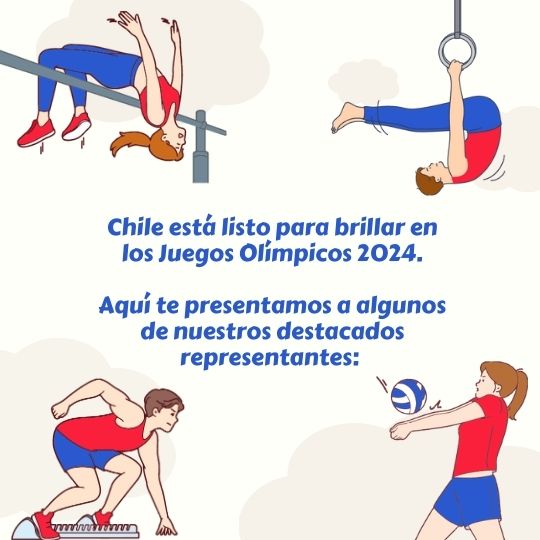 Chile está listo para brillar en
los Juegos Olímpicos 2024.
Aquí te presentamos a algunos
de nuestros destacados
representantes: